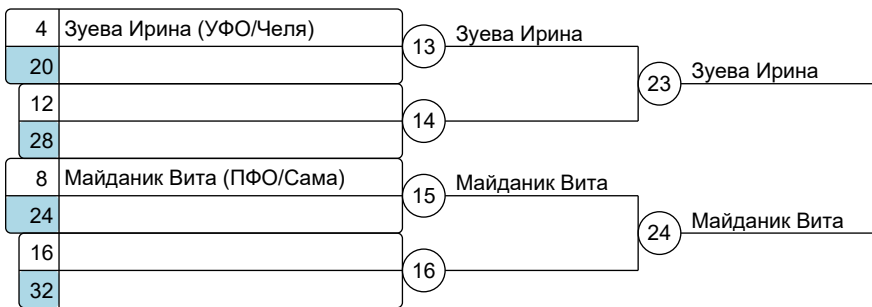 4 Зуева Ирина (УФО/Челя)
13 Зуева Ирина
20
23 Зуева Ирина
12
14
28
8 Майданик Вита (ПФО/Сама)
15 Майданик Вита
24
24 Майданик Вита
16
16
32